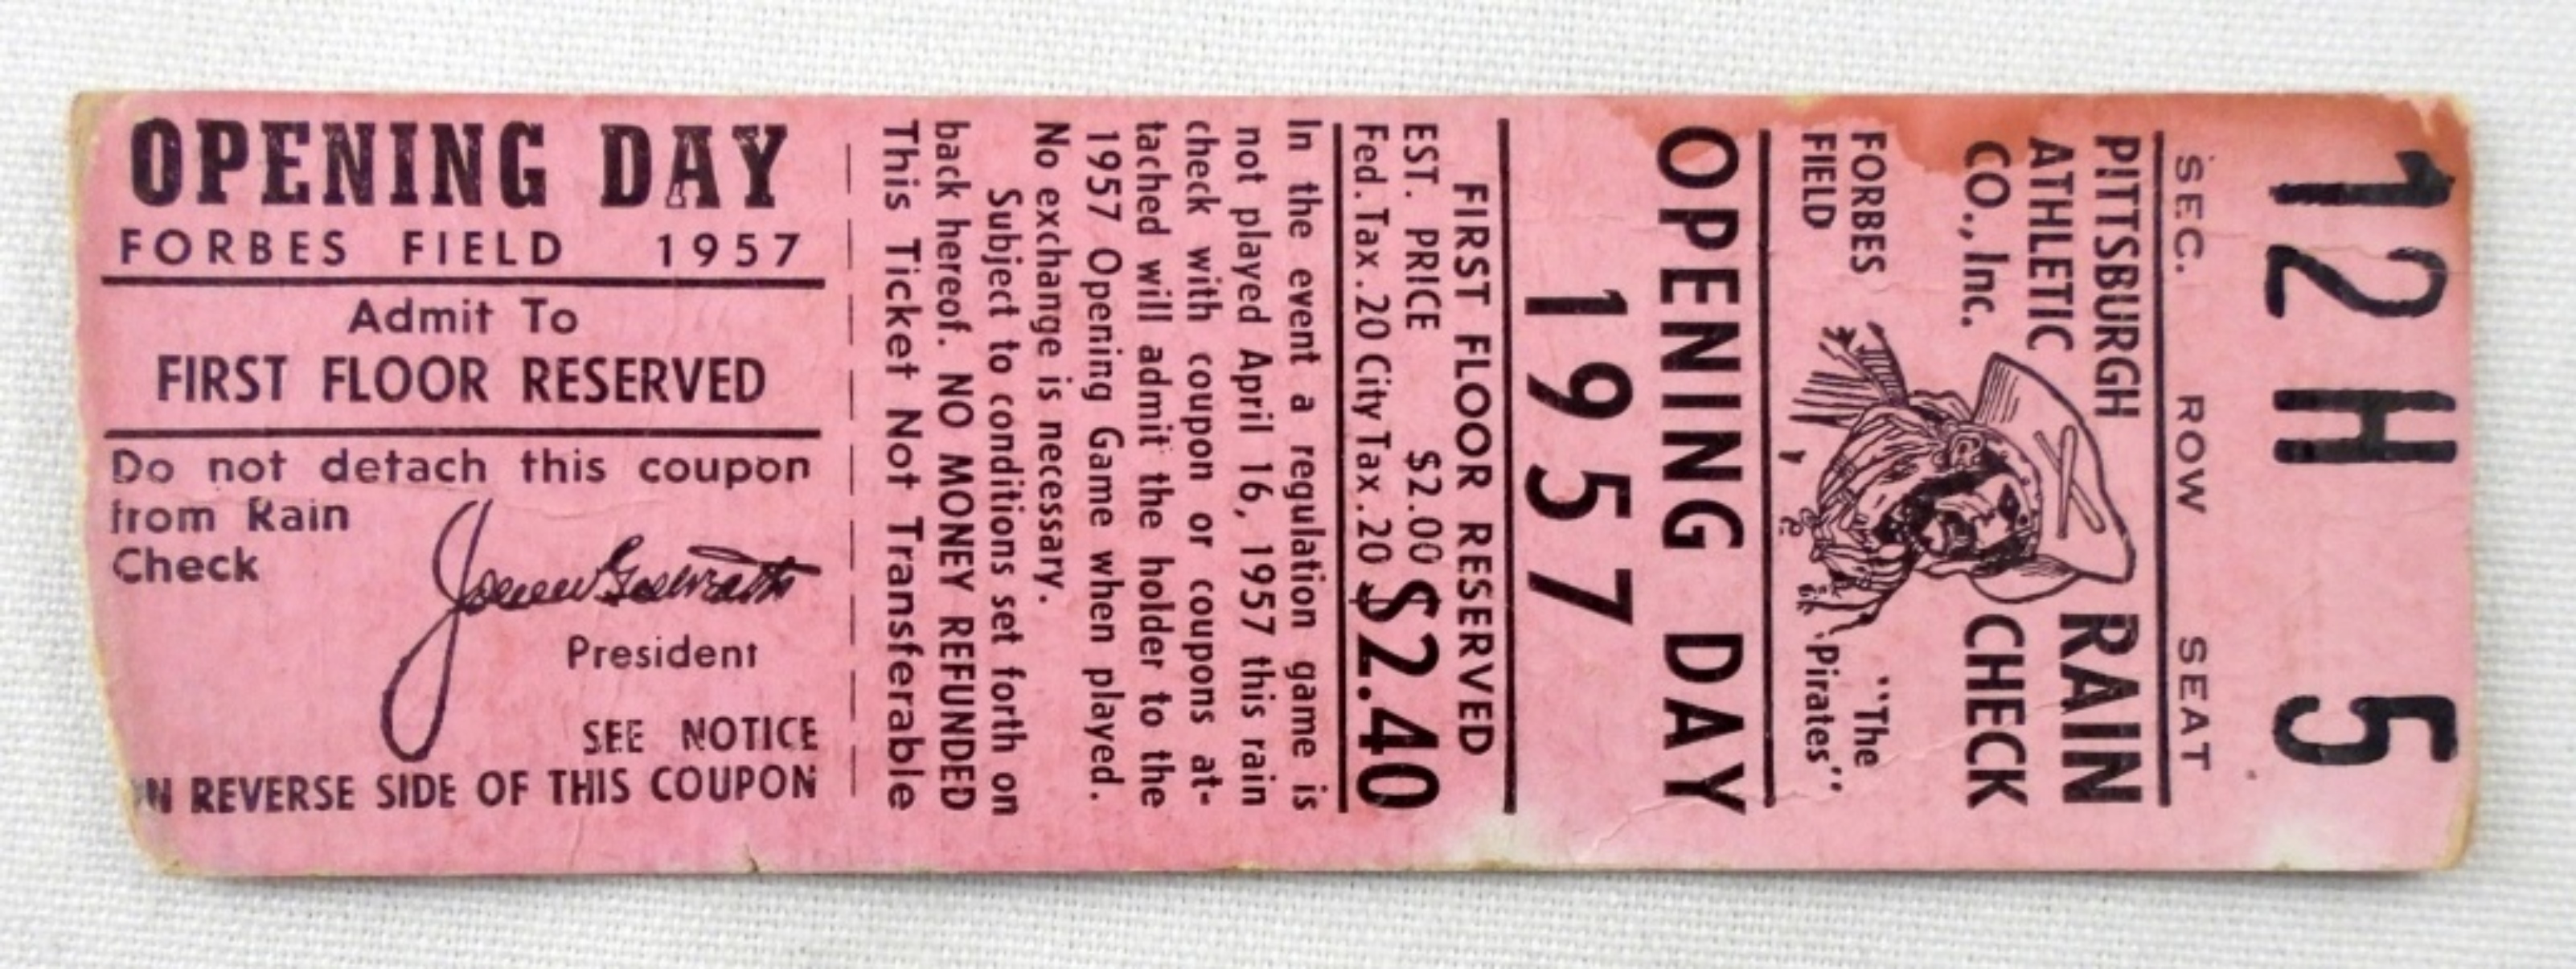 OPENING DAY
FORBES FIELD 1957
Admit To
FIRST FLOOR RESERVED
Do not detach this coupon
from Rain
Check
President
SEE NOTICE
N REVERSE SIDE OF THIS COUPON
12 H 5
SEC. ROW SEAT
PITTSBURGH
ATHLETIC
CO., Inc.
RAIN
CHECK
FORBES
FIELD
"The
Pirates"
OPENING DAY
1957
FIRST FLOOR RESERVED
EST. PRICE $2.00
Fed. Tax .20 City Tax .20
$2.40
In the event a regulation game is
not played April 16, 1957 this rain
check with coupon or coupons at-
tached will admit the holder to the
1957 Opening Game when played.
No exchange is necessary.
Subject to conditions set forth on
back hereof. NO MONEY REFUNDED
This Ticket Not Transferable